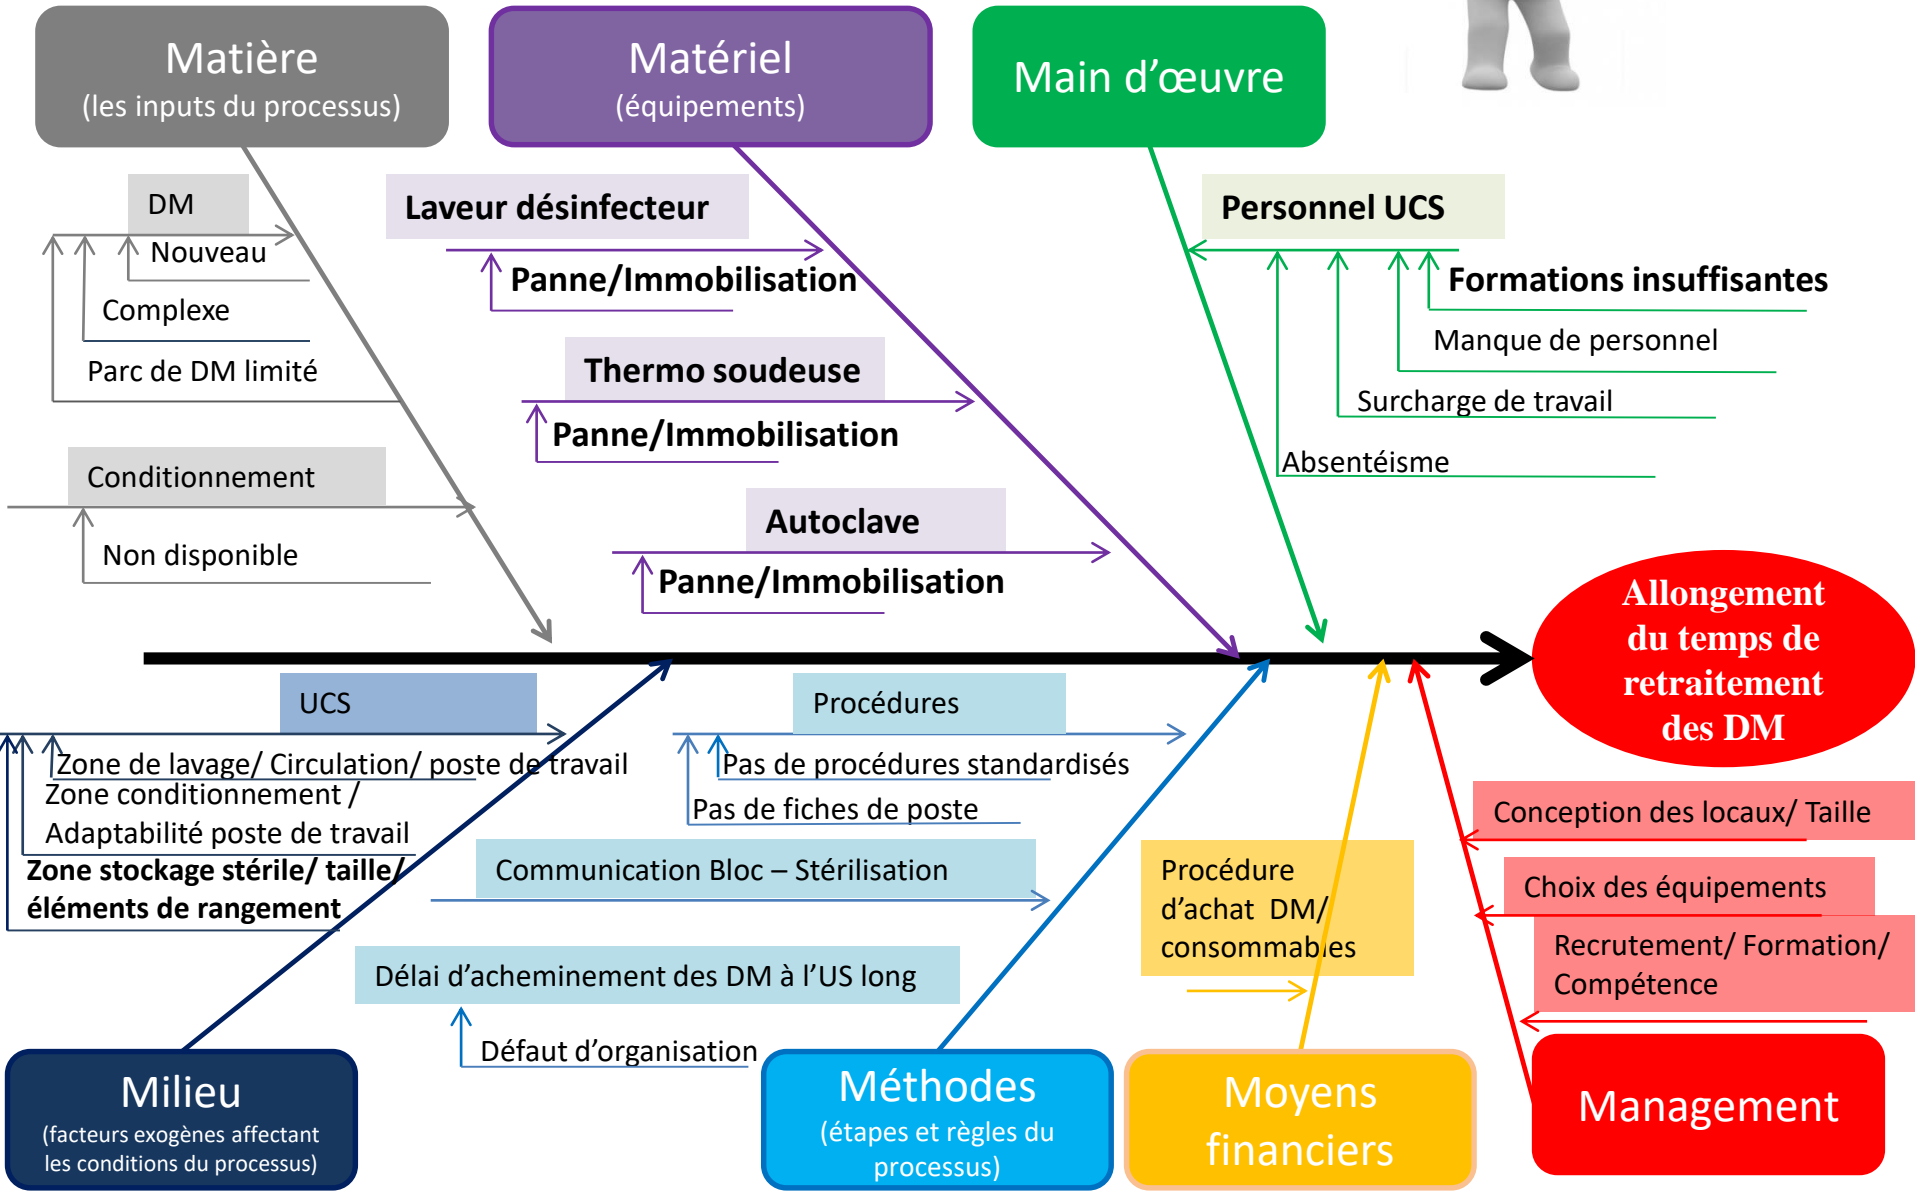 Matière
(les inputs du processus)
Matériel
(équipements)
Main d'œuvre
DM
Nouveau
Complexe
Parc de DM limité
Conditionnement
Non disponible
Laveur désinfecteur
Panne/Immobilisation
Thermo soudeuse
Panne/Immobilisation
Autoclave
Panne/Immobilisation
Personnel UCS
Formations insuffisantes
Manque de personnel
Surcharge de travail
Absentéisme
Allongement
du temps de
retraitement
des DM
UCS
Zone de lavage/ Circulation/ poste de travail
Zone conditionnement /
Adaptabilité poste de travail
Zone stockage stérile/ taille/
éléments de rangement
Procédures
Pas de procédures standardisés
Pas de fiches de poste
Communication Bloc – Stérilisation
Délai d'acheminement des DM à l'US long
Défaut d'organisation
Procédure
d'achat DM/
consommables
Conception des locaux/ Taille
Choix des équipements
Recrutement/ Formation/
Compétence
Milieu
(facteurs exogènes affectant
les conditions du processus)
Méthodes
(étapes et règles du
processus)
Moyens
financiers
Management